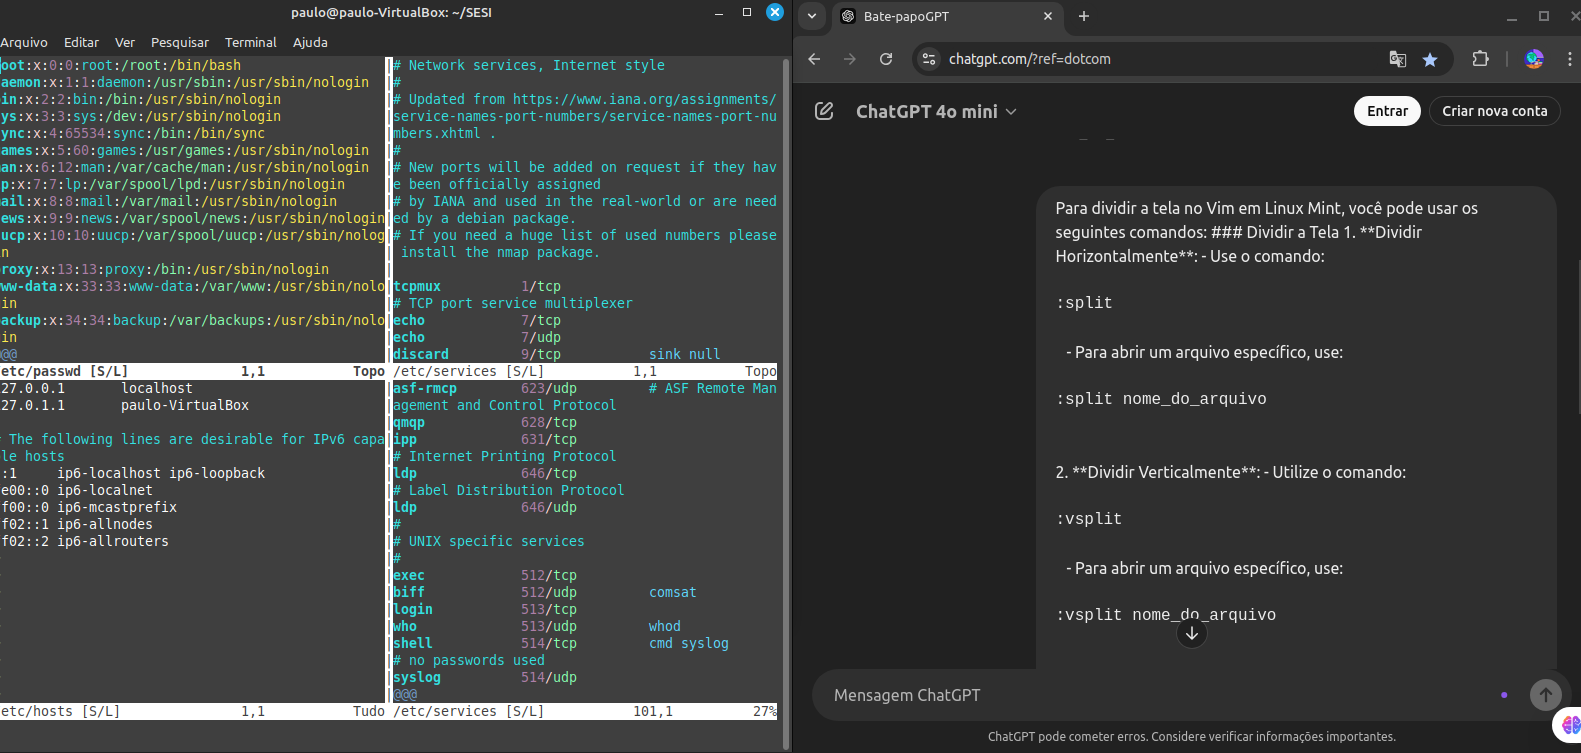 paulo@paulo-VirtualBox: ~/SESI
Arquivo Editar Ver Pesquisar Terminal Ajuda
oot:x:0:0:root:/root:/bin/bash
aemon:x:1:1:daemon:/usr/sbin:/usr/sbin/nologin
in:x:2:2:bin:/bin:/usr/sbin/nologin
ys:x:3:3:sys:/dev:/usr/sbin/nologin
ync:x:4:65534:sync:/bin:/bin/sync
ames:x:5:60:games:/usr/games:/usr/sbin/nologin
an:x:6:12:man:/var/cache/man:/usr/sbin/nologin
p:x:7:7:lp:/var/spool/lpd:/usr/sbin/nologin
ail:x:8:8:mail:/var/mail:/usr/sbin/nologin
ews:x:9:9:news:/var/spool/news:/usr/sbin/nologin
ucp:x:10:10:uucp:/var/spool/uucp:/usr/sbin/nolog
in
roxy:x:13:13:proxy:/bin:/usr/sbin/nologin
ww-data:x:33:33:www-data:/var/www:/usr/sbin/nolo
in
ackup:x:34:34:backup:/var/backups:/usr/sbin/nolo
in
@@@
etc/passwd [S/L] 1,1 Topo
27.0.0.1 localhost
27.0.1.1 paulo-VirtualBox
The following lines are desirable for IPv6 capa
le hosts
:1 ip6-localhost ip6-loopback
e00::0 ip6-localnet
f00::0 ip6-mcastprefix
f02::1 ip6-allnodes
f02::2 ip6-allrouters
etc/hosts [S/L] 1,1 Tudo
# Network services, Internet style
#
# Updated from https://www.iana.org/assignments/
service-names-port-numbers/service-names-port-nu
mbers.xhtml .
#
# New ports will be added on request if they hav
e been officially assigned
# by IANA and used in the real-world or are need
ed by a debian package.
# If you need a huge list of used numbers please
install the nmap package.
tcpmux 1/tcp
# TCP port service multiplexer
echo 7/tcp
echo 7/udp
discard 9/tcp sink null
/etc/services [S/L] 1,1 Topo
asf-rmcp 623/udp # ASF Remote Man
agement and Control Protocol
qmqp 628/tcp
ipp 631/tcp
# Internet Printing Protocol
ldp 646/tcp
# Label Distribution Protocol
ldp 646/udp
#
# UNIX specific services
#
exec 512/tcp
biff 512/udp comsat
login 513/tcp
who 513/udp whod
shell 514/tcp cmd syslog
# no passwords used
syslog 514/udp
@@@
/etc/services [S/L] 101,1 27%
Bate-papoGPT
chatgpt.com/?ref=dotcom
ChatGPT 4o mini
Entrar
Criar nova conta
Para dividir a tela no Vim em Linux Mint, você pode usar os
seguintes comandos: ### Dividir a Tela 1. **Dividir
Horizontalmente**: - Use o comando:
:split
- Para abrir um arquivo específico, use:
:split nome_do_arquivo
2. **Dividir Verticalmente**: - Utilize o comando:
:vsplit
- Para abrir um arquivo específico, use:
:vsplit nome_do_arquivo
Mensagem ChatGPT
ChatGPT pode cometer erros. Considere verificar informações importantes.